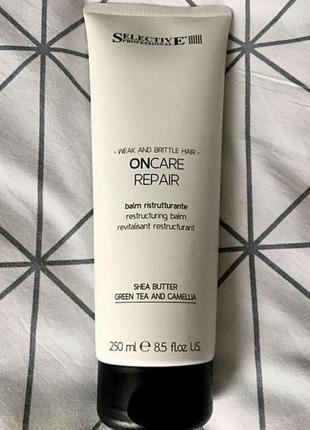 SELECTIVE
PROFESSIONAL
- WEAK AND BRITTLE HAIR -
ONCARE
REPAIR
balm ristrutturante
restructuring balm
revitalisant restructurant
SHEA BUTTER
GREEN TEA AND CAMELLIA
250 ml ℮ 8.5 fl.oz. U.S.